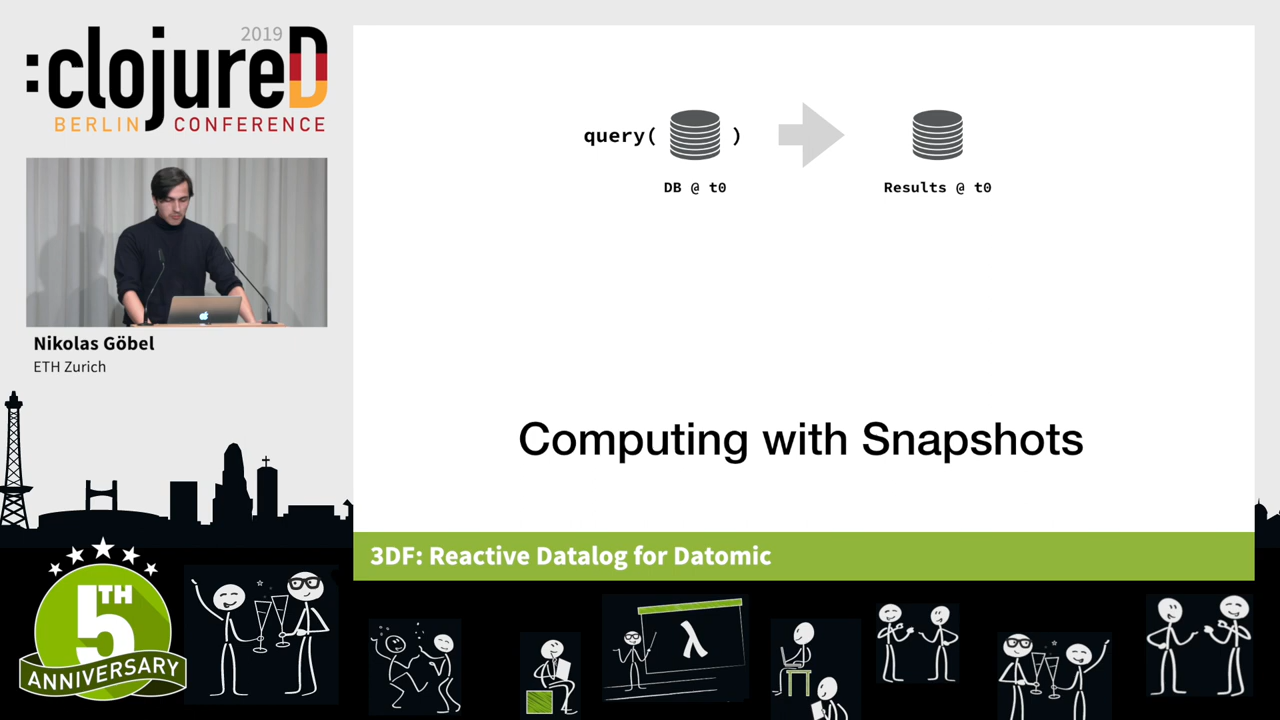 2019
:clojureD
BERLIN CONFERENCE
Nikolas Göbel
ETH Zurich
query( )
DB @ t0
Results @ t0
Computing with Snapshots
3DF: Reactive Datalog for Datomic
5TH
ANNIVERSARY
λ